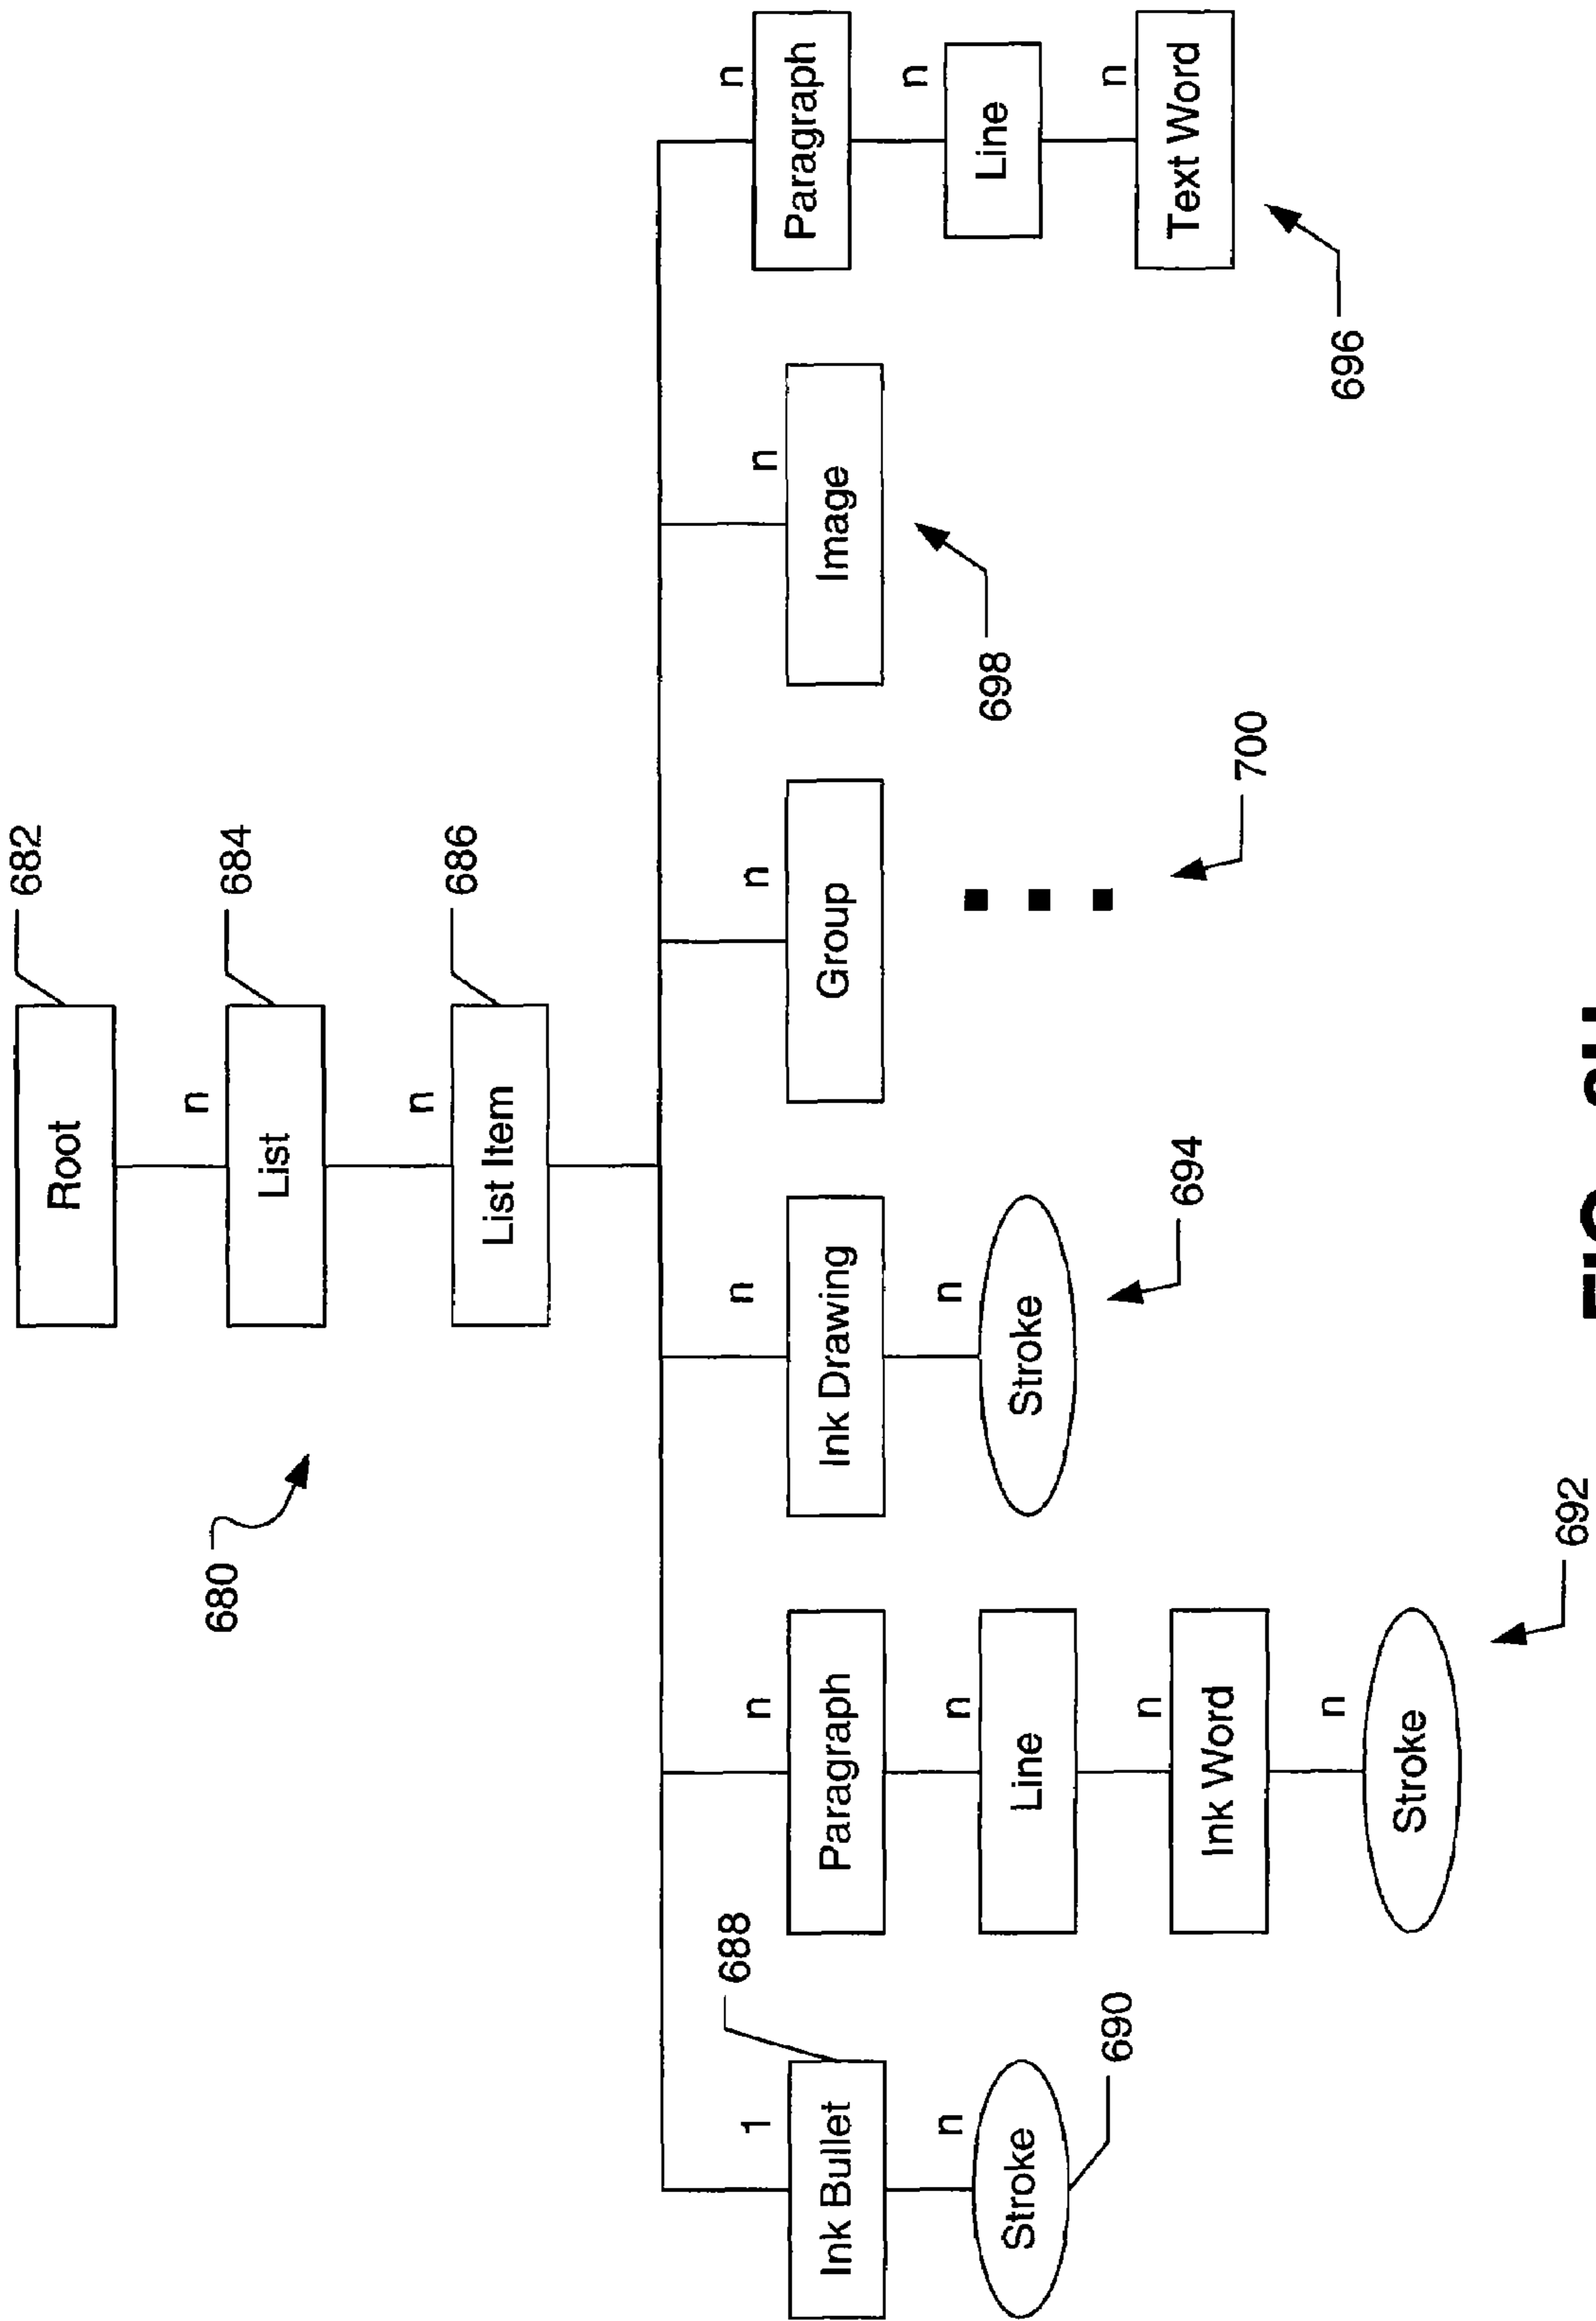 680
Root
682
n
List
684
n
List Item
686
1
Ink Bullet
688
n
Stroke
690
n
Paragraph
n
Line
n
Ink Word
n
Stroke
692
n
Ink Drawing
n
Stroke
694
n
Group
700
n
Image
698
n
Paragraph
n
Line
n
Text Word
696
FIG.